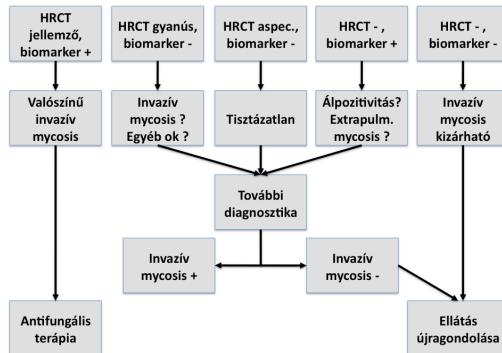 HRCT
jellemző,
biomarker +
HRCT gyanús,
biomarker -
HRCT aspec.,
biomarker -
HRCT - ,
biomarker +
HRCT - ,
biomarker -
Valószínű
invazív
mycosis
Invazív
mycosis ?
Egyéb ok ?
Tisztázatlan
Álpozitivitás?
Extrapulm.
mycosis ?
Invazív
mycosis
kizárható
További
diagnosztika
Invazív
mycosis +
Invazív
mycosis -
Antifungális
terápia
Ellátás
újragondolása